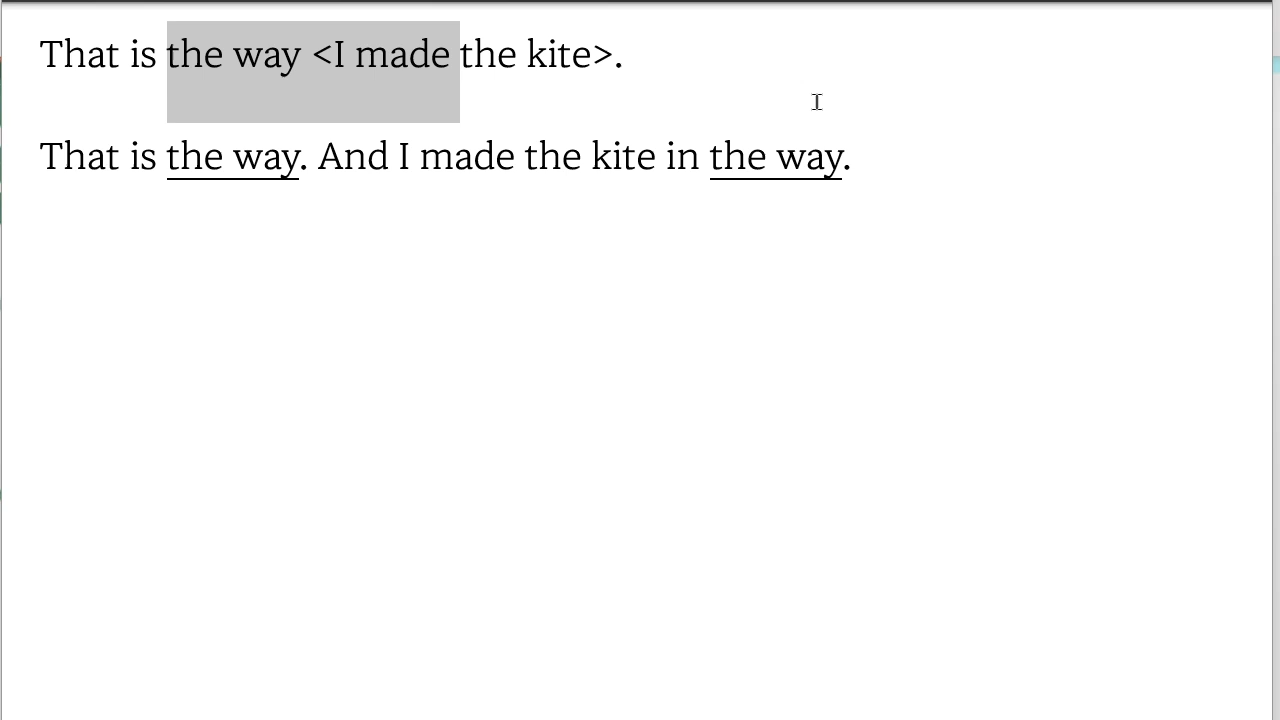 That is the way <I made the kite>.
That is the way. And I made the kite in the way.